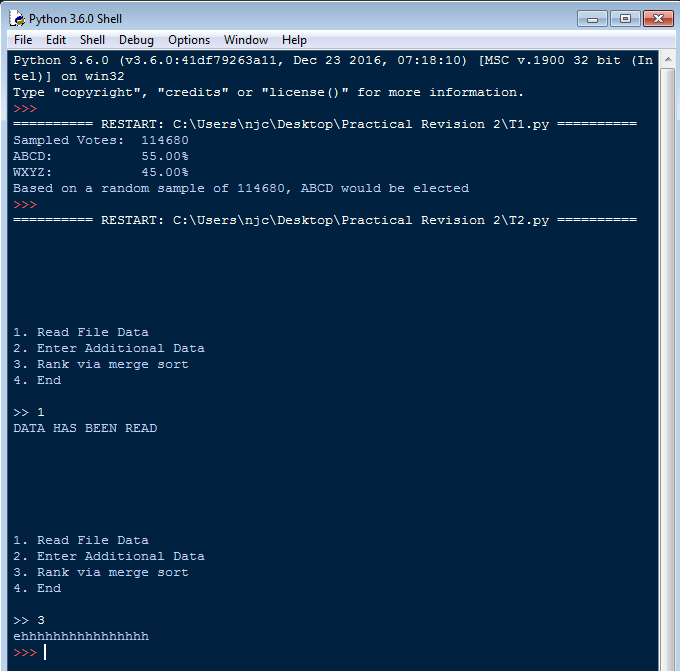 Python 3.6.0 Shell
File Edit Shell Debug Options Window Help
Python 3.6.0 (v3.6.0:41df79263a11, Dec 23 2016, 07:18:10) [MSC v.1900 32 bit (In
tel)] on win32
Type "copyright", "credits" or "license()" for more information.
>>>
========== RESTART: C:\Users\njc\Desktop\Practical Revision 2\T1.py ==========
Sampled Votes:  114680
ABCD:           55.00%
WXYZ:           45.00%
Based on a random sample of 114680, ABCD would be elected
>>>
========== RESTART: C:\Users\njc\Desktop\Practical Revision 2\T2.py ==========
1. Read File Data
2. Enter Additional Data
3. Rank via merge sort
4. End
>> 1
DATA HAS BEEN READ
1. Read File Data
2. Enter Additional Data
3. Rank via merge sort
4. End
>> 3
ehhhhhhhhhhhhhhhh
>>>